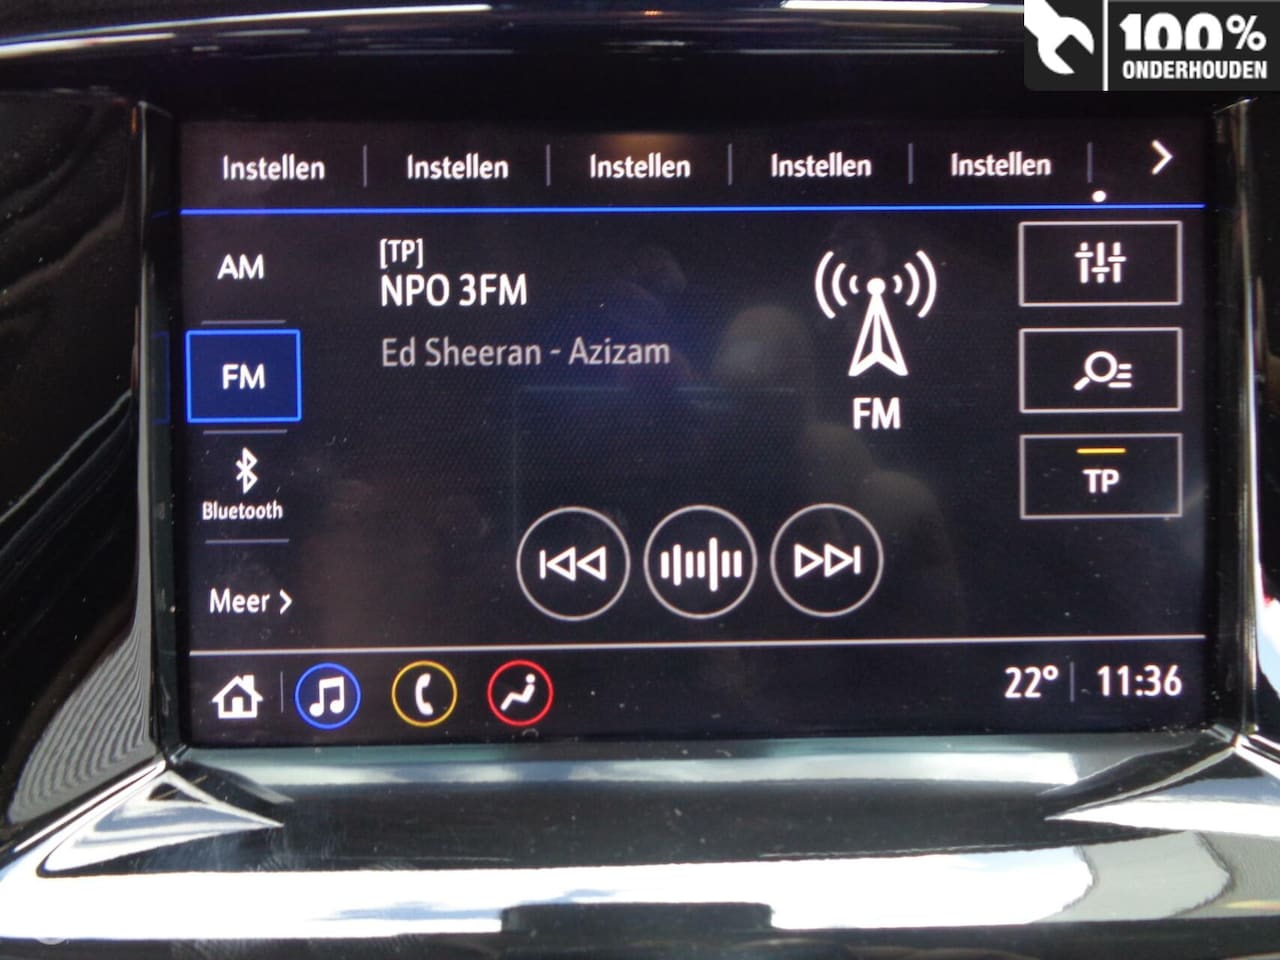 100%
ONDERHOUDEN
Instellen Instellen Instellen Instellen Instellen
AM
[TP]
NPO 3FM
Ed Sheeran - Azizam
FM
FM
TP
Bluetooth
Meer
22° 11:36